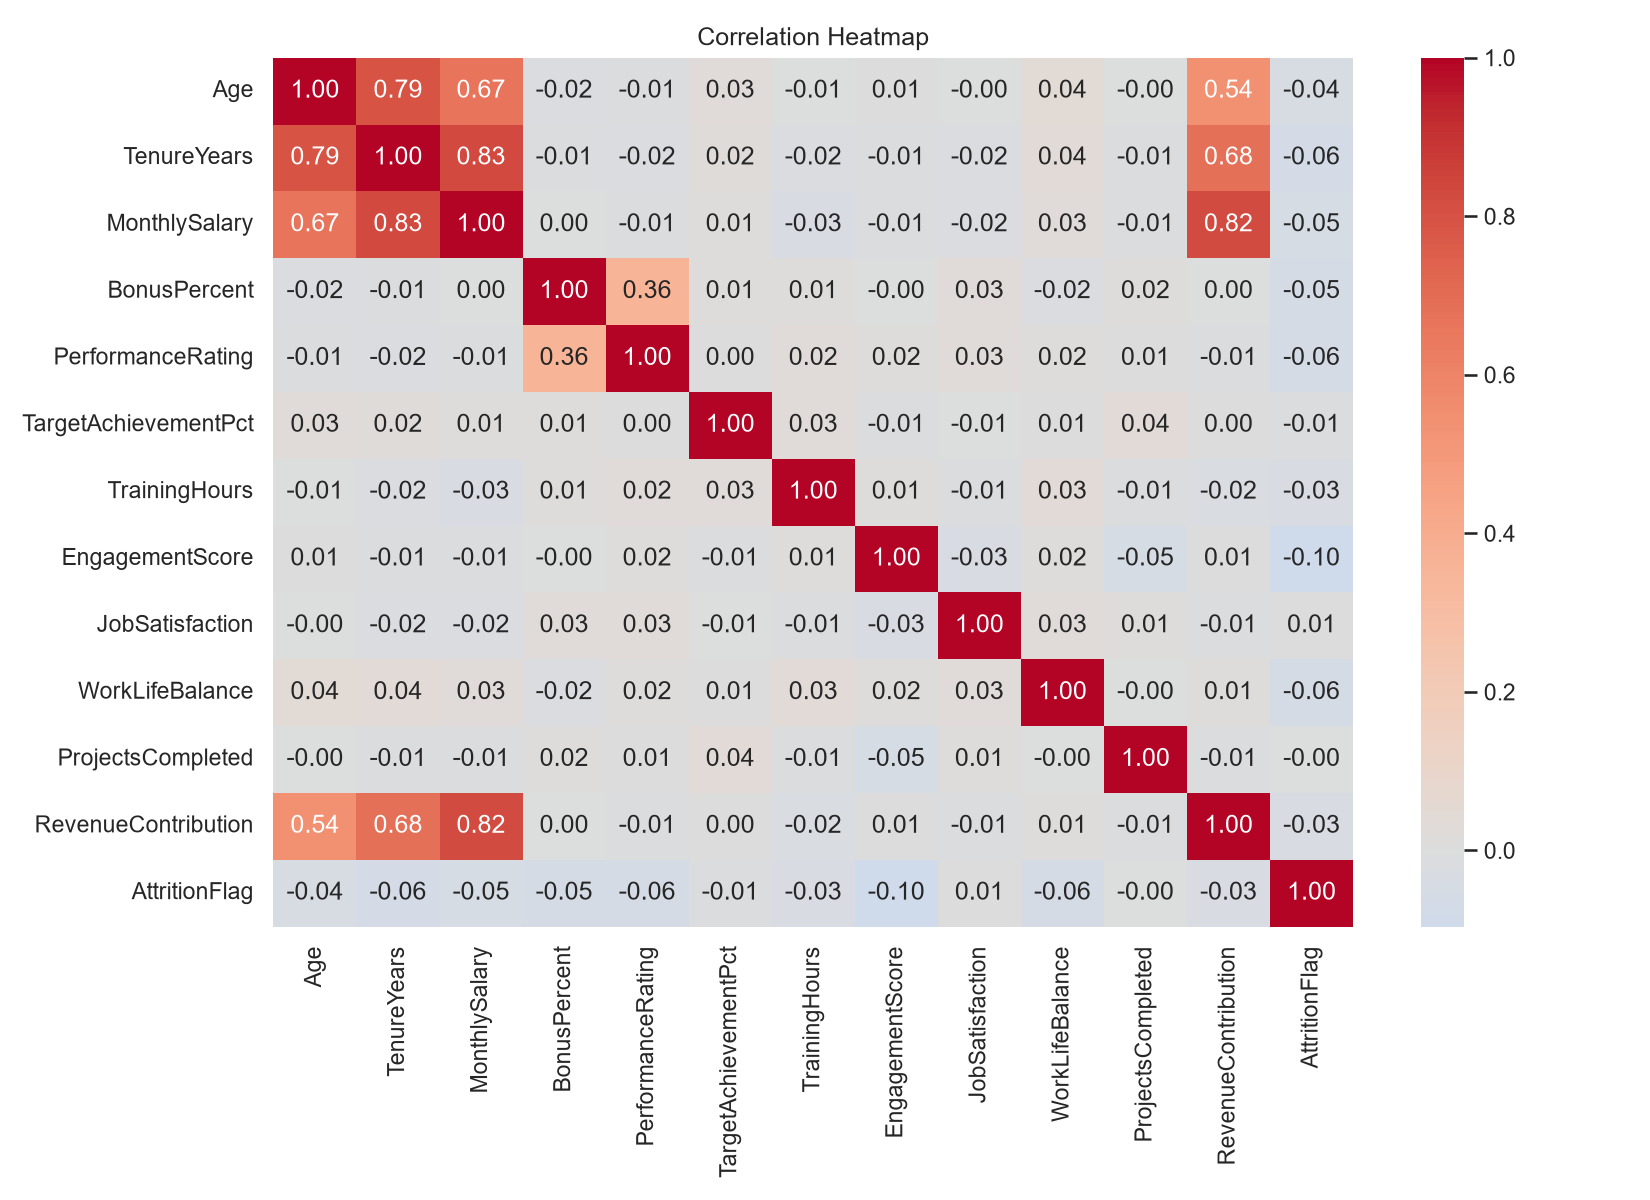 Correlation Heatmap
Age 1.00 0.79 0.67 -0.02 -0.01 0.03 -0.01 0.01 -0.00 0.04 -0.00 0.54 -0.04
TenureYears 0.79 1.00 0.83 -0.01 -0.02 0.02 -0.02 -0.01 -0.02 0.04 -0.01 0.68 -0.06
MonthlySalary 0.67 0.83 1.00 0.00 -0.01 0.01 -0.03 -0.01 -0.02 0.03 -0.01 0.82 -0.05
BonusPercent -0.02 -0.01 0.00 1.00 0.36 0.01 0.01 -0.00 0.03 -0.02 0.02 0.00 -0.05
PerformanceRating -0.01 -0.02 -0.01 0.36 1.00 0.00 0.02 0.02 0.03 0.02 0.01 -0.01 -0.06
TargetAchievementPct 0.03 0.02 0.01 0.01 0.00 1.00 0.03 -0.01 -0.01 0.01 0.04 0.00 -0.01
TrainingHours -0.01 -0.02 -0.03 0.01 0.02 0.03 1.00 0.01 -0.01 0.03 -0.01 -0.02 -0.03
EngagementScore 0.01 -0.01 -0.01 -0.00 0.02 -0.01 0.01 1.00 -0.03 0.02 -0.05 0.01 -0.10
JobSatisfaction -0.00 -0.02 -0.02 0.03 0.03 -0.01 -0.01 -0.03 1.00 0.03 0.01 -0.01 0.01
WorkLifeBalance 0.04 0.04 0.03 -0.02 0.02 0.01 0.03 0.02 0.03 1.00 -0.00 0.01 -0.06
ProjectsCompleted -0.00 -0.01 -0.01 0.02 0.01 0.04 -0.01 -0.05 0.01 -0.00 1.00 -0.01 -0.00
RevenueContribution 0.54 0.68 0.82 0.00 -0.01 0.00 -0.02 0.01 -0.01 0.01 -0.01 1.00 -0.03
AttritionFlag -0.04 -0.06 -0.05 -0.05 -0.06 -0.01 -0.03 -0.10 0.01 -0.06 -0.00 -0.03 1.00
Age
TenureYears
MonthlySalary
BonusPercent
PerformanceRating
TargetAchievementPct
TrainingHours
EngagementScore
JobSatisfaction
WorkLifeBalance
ProjectsCompleted
RevenueContribution
AttritionFlag
1.0
0.8
0.6
0.4
0.2
0.0